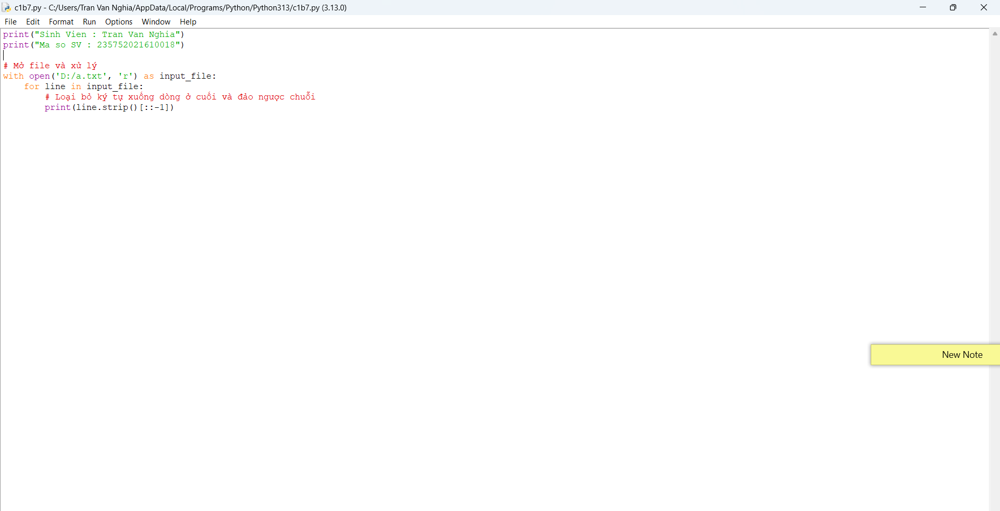 c1b7.py - C:/Users/Tran Van Nghia/AppData/Local/Programs/Python/Python313/c1b7.py (3.13.0)
File Edit Format Run Options Window Help
print("Sinh Vien : Tran Van Nghia")
print("Ma so SV : 235752021610018")
# Mở file và xử lý
with open('D:/a.txt', 'r') as input_file:
    for line in input_file:
        # Loại bỏ ký tự xuống dòng ở cuối và đảo ngược chuỗi
        print(line.strip()[::-1])
New Note